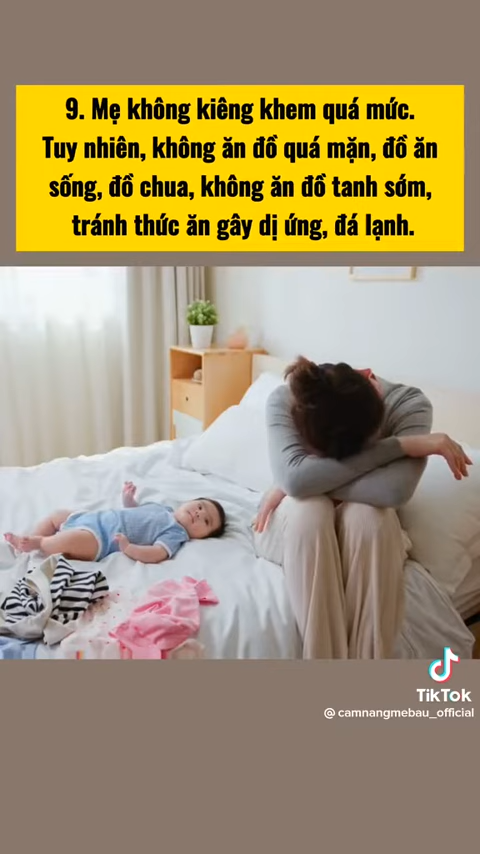 9. Mẹ không kiêng khem quá mức.
Tuy nhiên, không ăn đồ quá mặn, đồ ăn
sống, đồ chua, không ăn đồ tanh sớm,
tránh thức ăn gây dị ứng, đá lạnh.
TikTok
@ camnangmebau_official